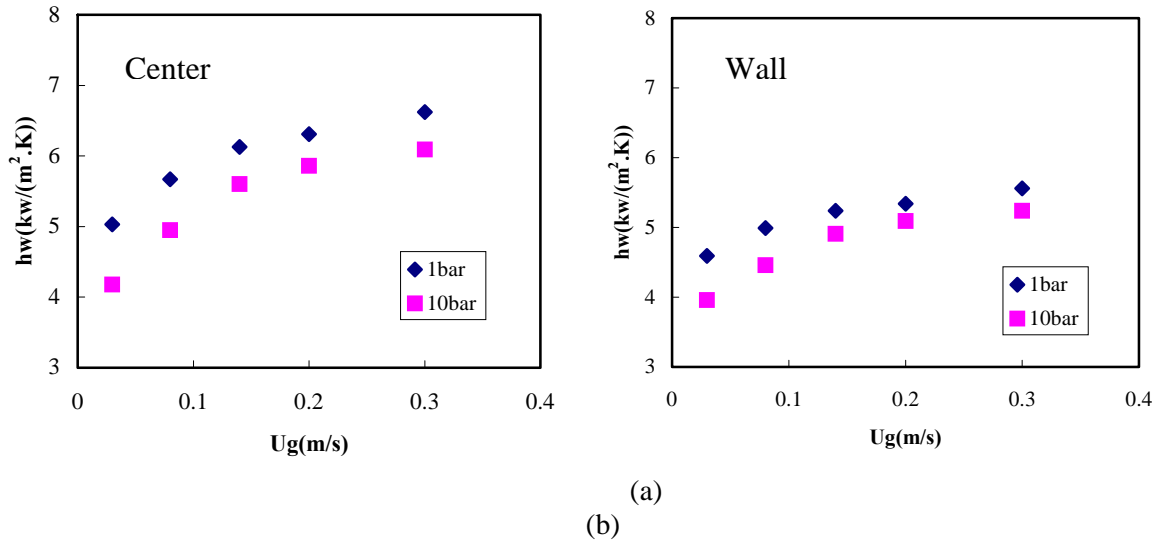 Center
8
7
6
5
4
3
hw(kw/(m².K))
0
0.1
0.2
0.3
0.4
Ug(m/s)
1bar
10bar
Wall
8
7
6
5
4
3
hw(kw/(m².K))
0
0.1
0.2
0.3
0.4
Ug(m/s)
1bar
10bar
(a)
(b)